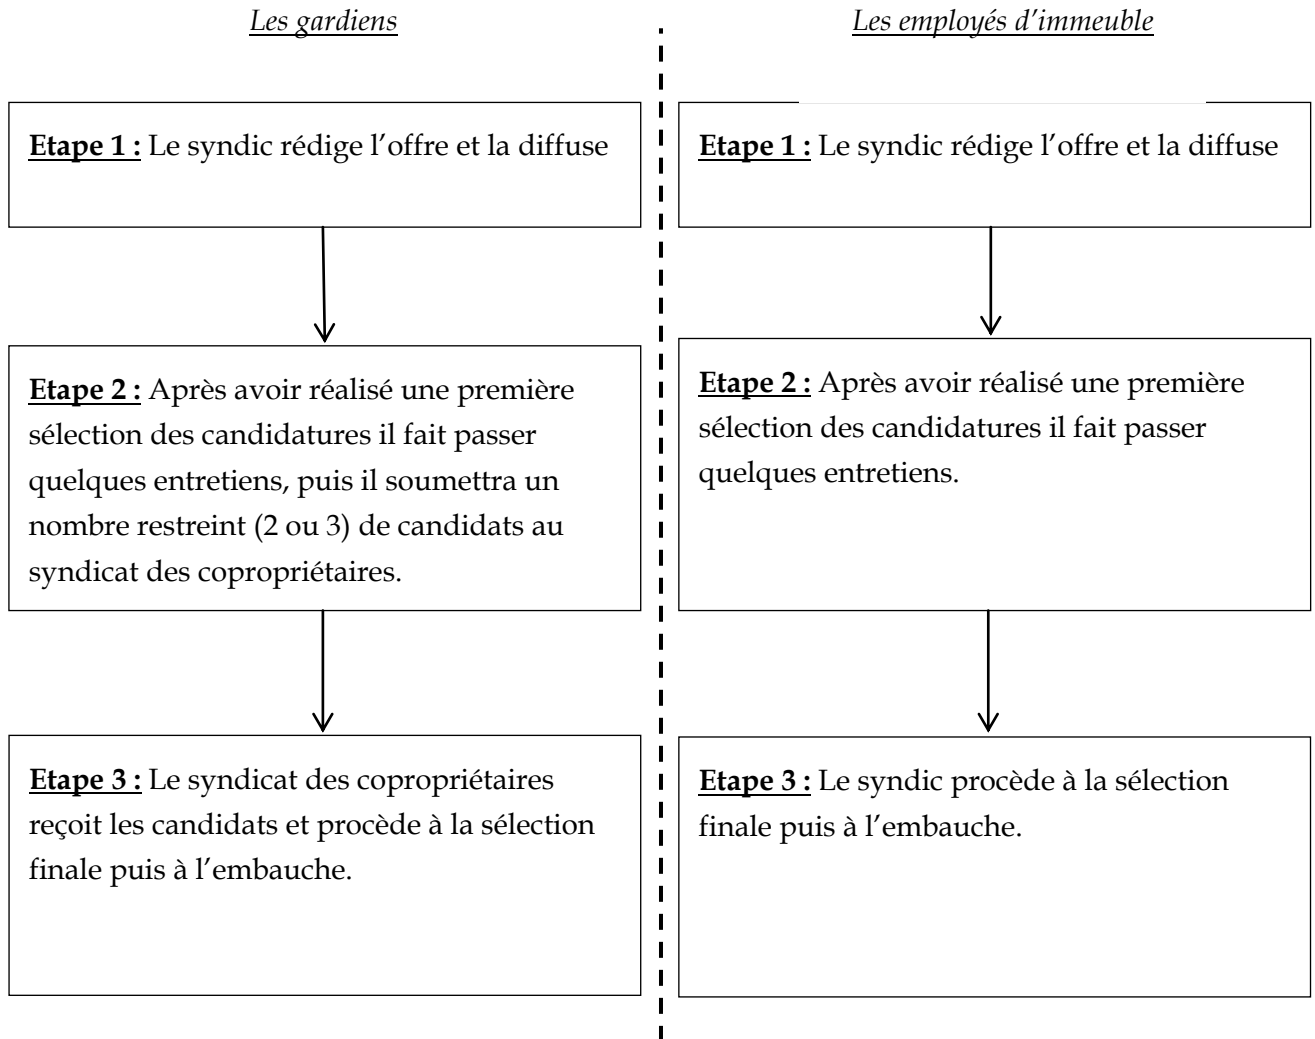 Les gardiens
Etape 1 : Le syndic rédige l’offre et la diffuse
Etape 2 : Après avoir réalisé une première
sélection des candidatures il fait passer
quelques entretiens, puis il soumettra un
nombre restreint (2 ou 3) de candidats au
syndicat des copropriétaires.
Etape 3 : Le syndicat des copropriétaires
reçoit les candidats et procède à la sélection
finale puis à l’embauche.
Les employés d’immeuble
Etape 1 : Le syndic rédige l’offre et la diffuse
Etape 2 : Après avoir réalisé une première
sélection des candidatures il fait passer
quelques entretiens.
Etape 3 : Le syndic procède à la sélection
finale puis à l’embauche.